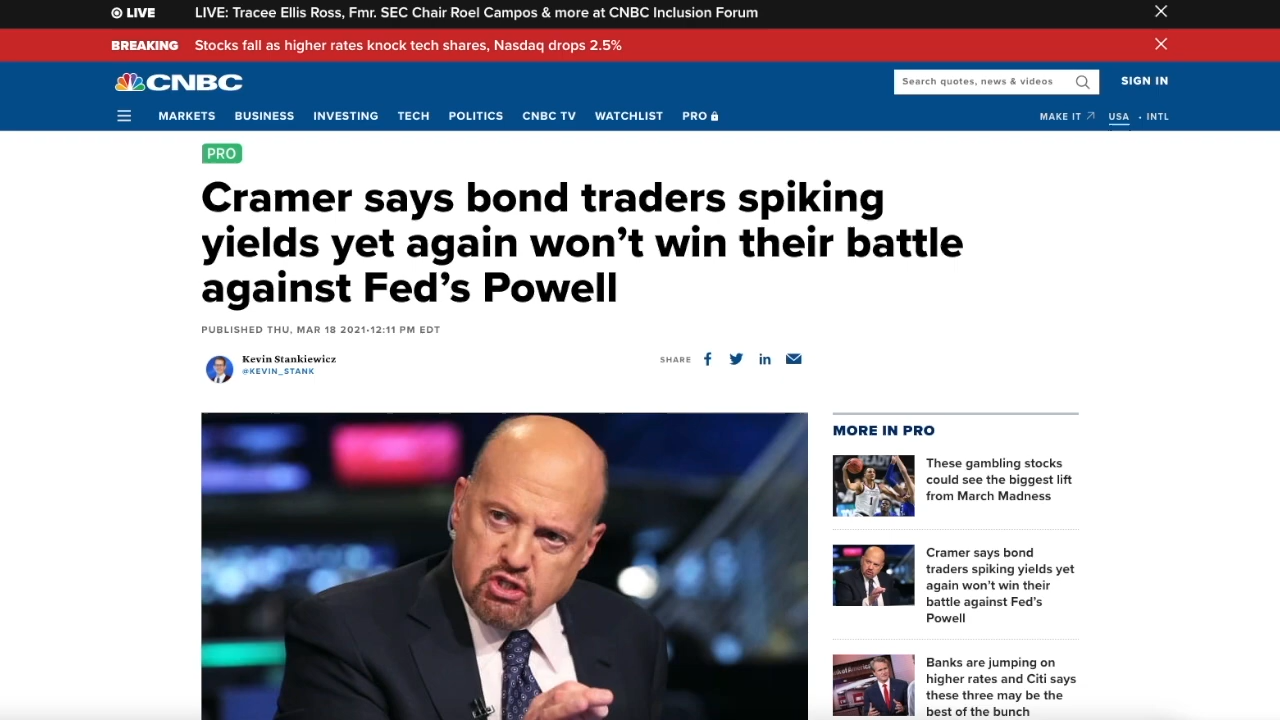 LIVE LIVE: Tracee Ellis Ross, Fmr. SEC Chair Roel Campos & more at CNBC Inclusion Forum
BREAKING Stocks fall as higher rates knock tech shares, Nasdaq drops 2.5%
CNBC
Search quotes, news & videos
SIGN IN
MARKETS BUSINESS INVESTING TECH POLITICS CNBC TV WATCHLIST PRO
MAKE IT USA • INTL
PRO
Cramer says bond traders spiking
yields yet again won’t win their battle
against Fed’s Powell
PUBLISHED THU, MAR 18 2021•12:11 PM EDT
Kevin Stankiewicz
@KEVIN_STANK
SHARE
MORE IN PRO
These gambling stocks
could see the biggest lift
from March Madness
Cramer says bond
traders spiking yields yet
again won’t win their
battle against Fed’s
Powell
Banks are jumping on
higher rates and Citi says
these three may be the
best of the bunch